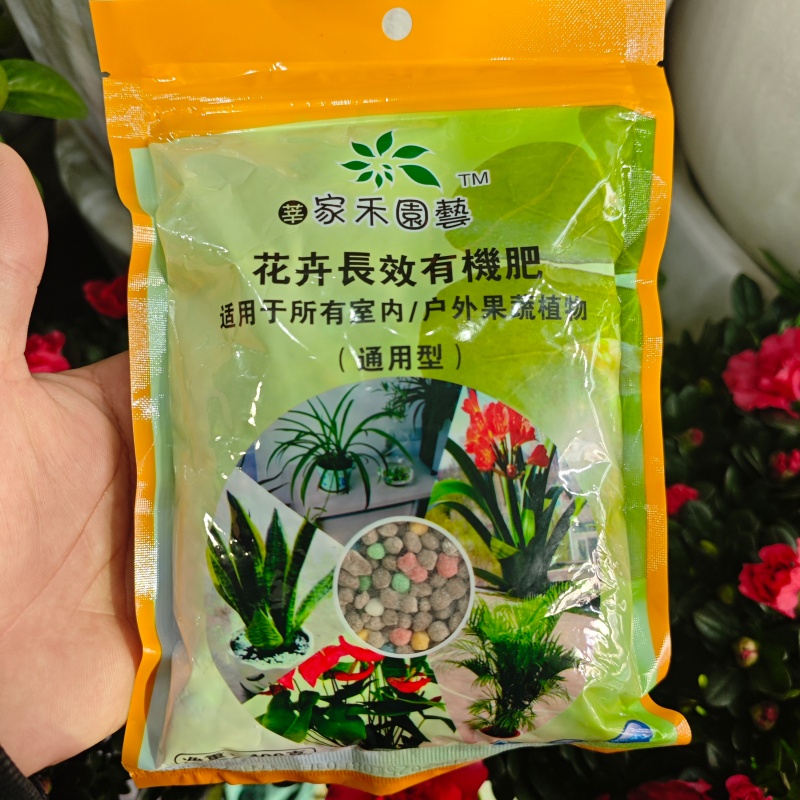 TM
莘 家禾園藝
花卉長效有機肥
适用于所有室内/户外果蔬植物
(通用型)